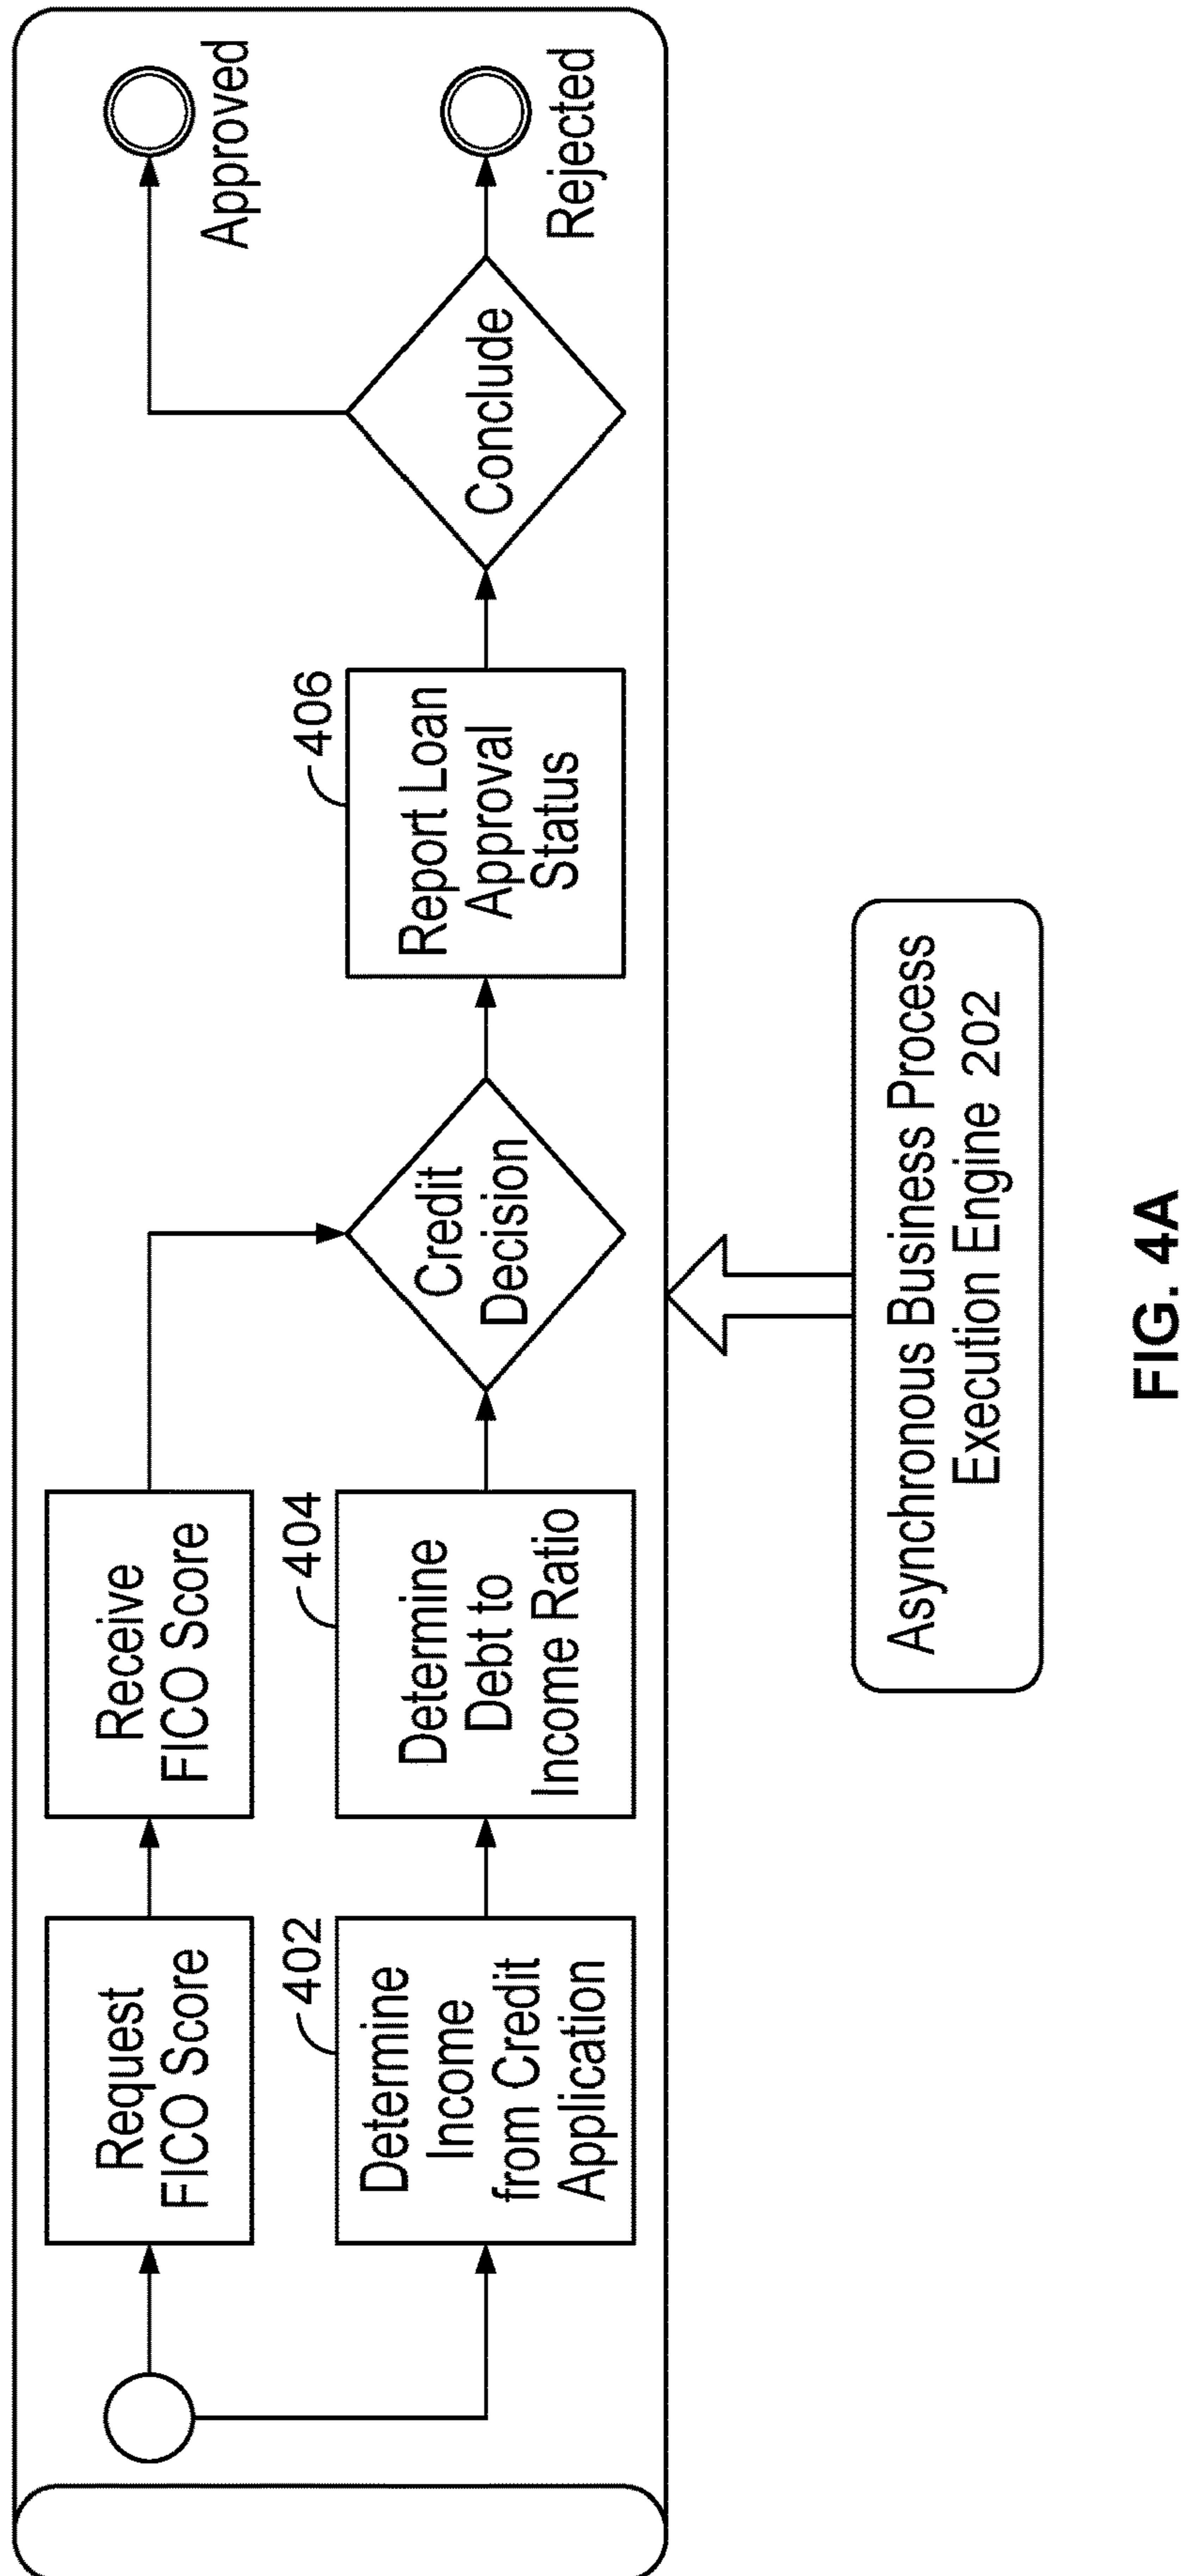 Request
FICO Score
Receive
FICO Score
Approved
402
Determine
Income
from Credit
Application
404
Determine
Debt to
Income Ratio
Credit
Decision
406
Report Loan
Approval
Status
Conclude
Rejected
Asynchronous Business Process
Execution Engine 202
FIG. 4A